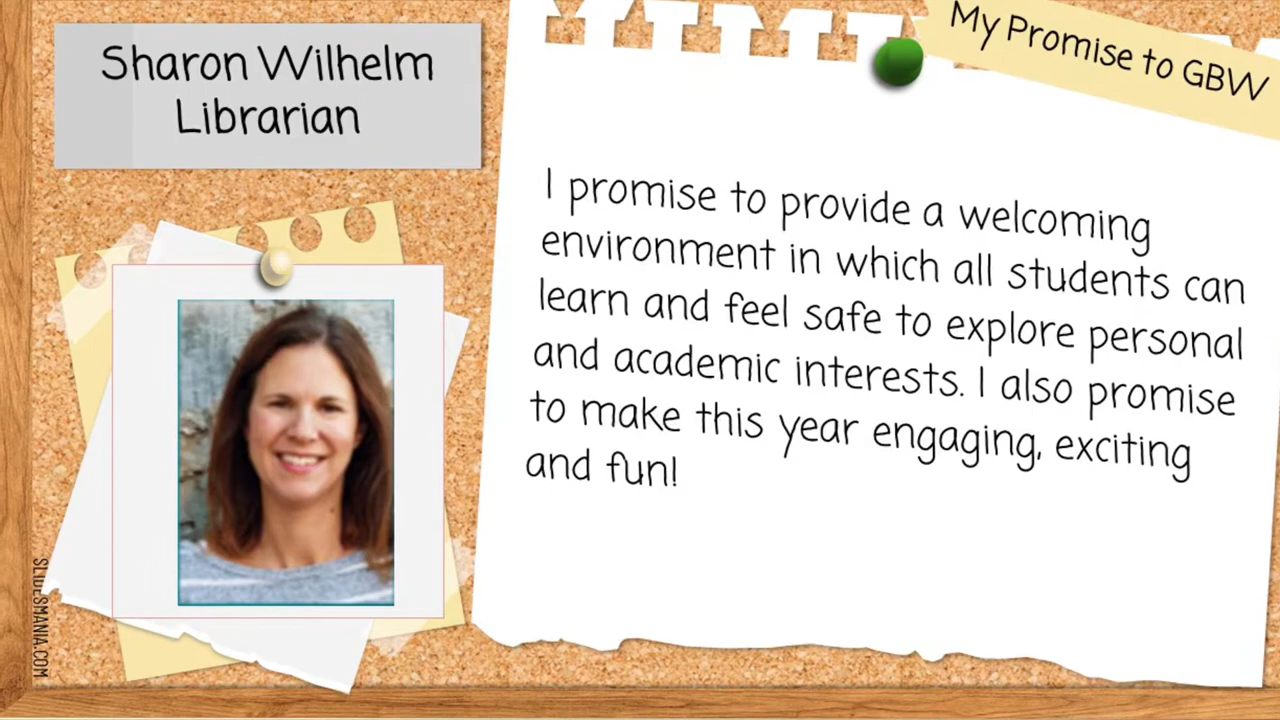 Sharon Wilhelm
Librarian
My Promise to GBW
I promise to provide a welcoming
environment in which all students can
learn and feel safe to explore personal
and academic interests. I also promise
to make this year engaging, exciting
and fun!
SLIDESMANIA.COM